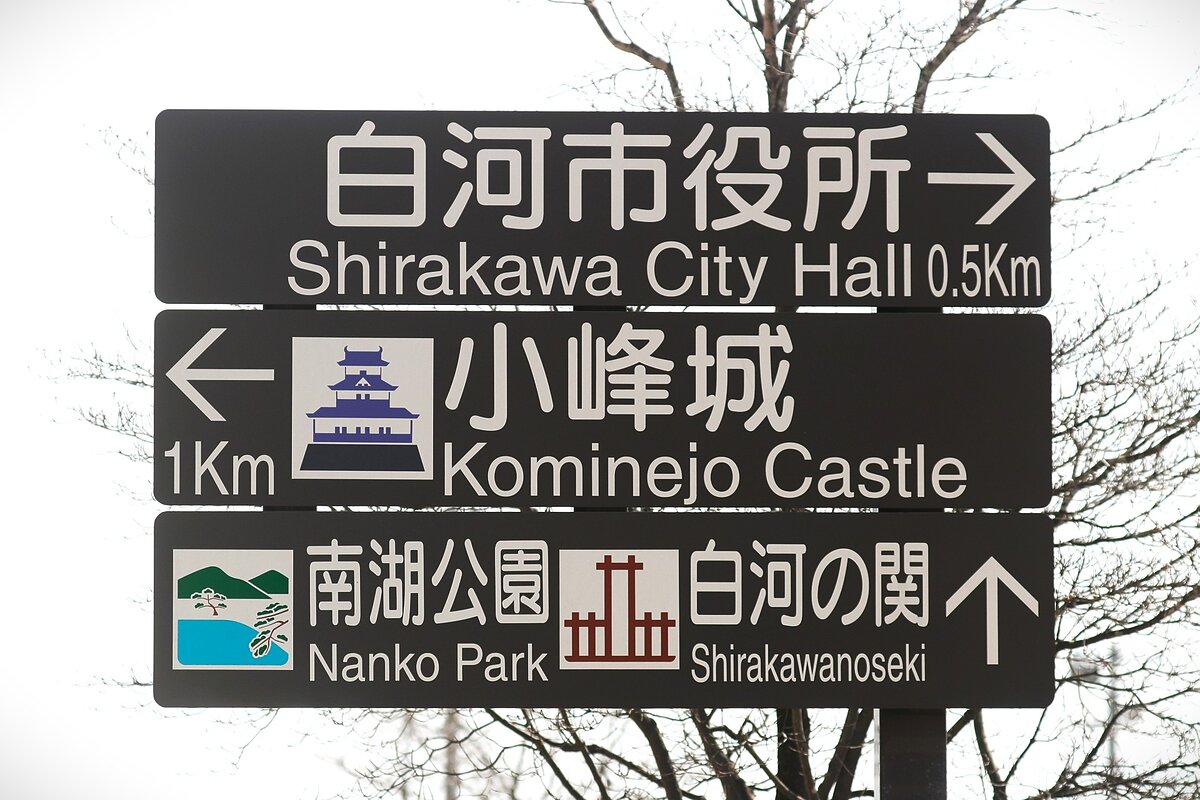 白河市役所 →
Shirakawa City Hall 0.5Km
← 小峰城
1Km Kominejo Castle
南湖公園 白河の関 ↑
Nanko Park Shirakawanoseki